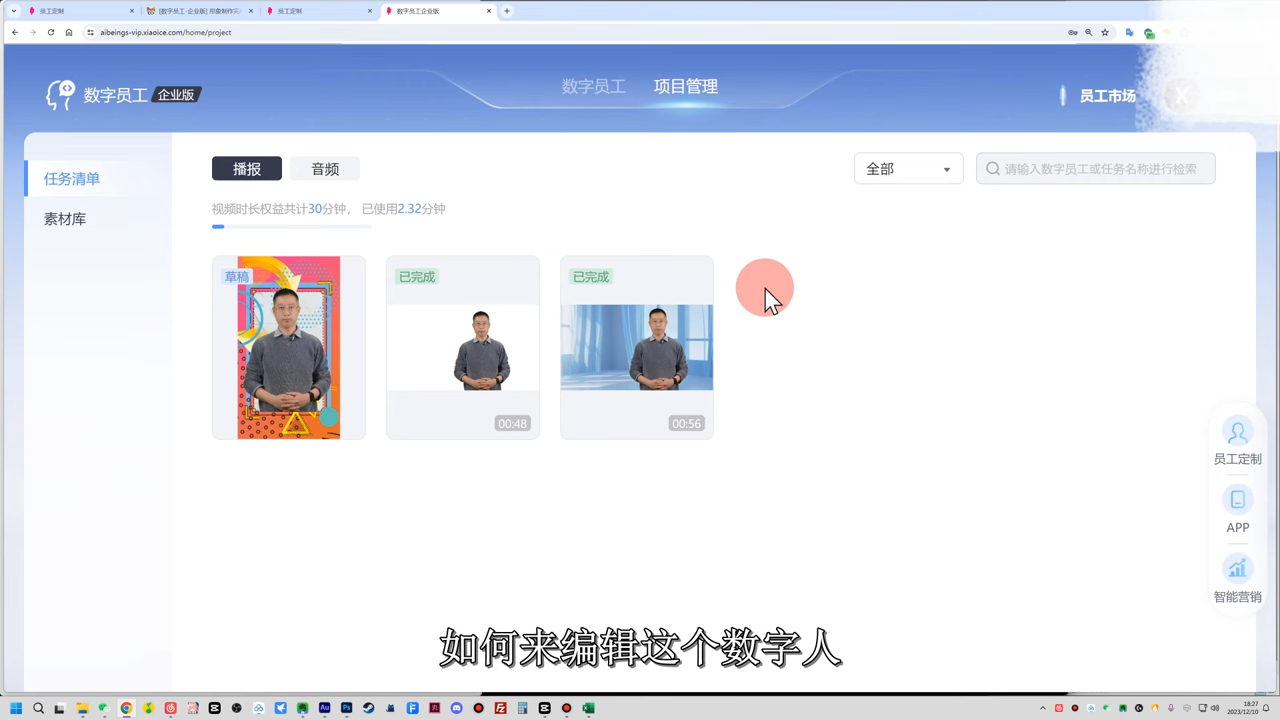 员工定制
[数字员工-企业版] 形象制作完
员工定制
数字员工企业版
aibeings-vip.xiaoice.com/home/project
数字员工 企业版
数字员工
项目管理
员工市场
X
任务清单
素材库
播报
音频
全部
请输入数字员工或任务名称进行检索
视频时长权益共计30分钟， 已使用2.32分钟
草稿
已完成
已完成
00:48
00:56
员工定制
APP
智能营销
如何来编辑这个数字人
18:27
2023/12/10